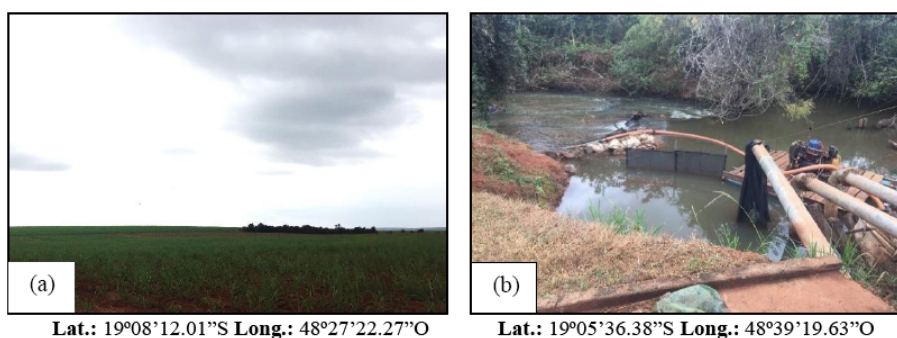 (a)
(b)
Lat.: 19º08’12.01”S Long.: 48º27’22.27”O
Lat.: 19º05’36.38”S Long.: 48º39’19.63”O